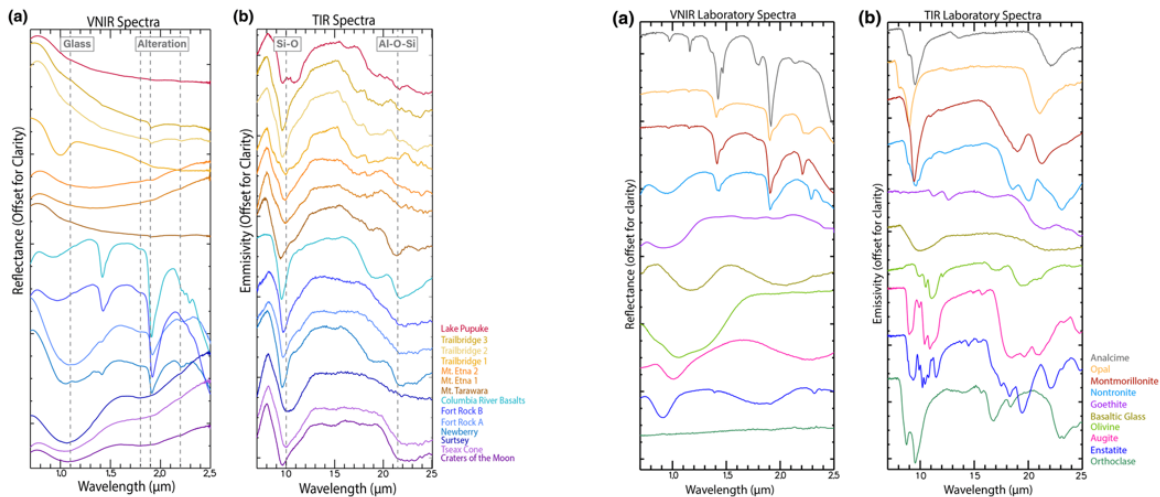 (a) VNIR Spectra
Glass
Alteration
Reflectance (Offset for Clarity)
1.0 1.5 2.0 2.5
Wavelength (μm)
(b) TIR Spectra
Si-O
Al-O-Si
Emmisivity (Offset for Clarity)
10 15 20 25
Wavelength (μm)
Lake Pupuke
Trailbridge 3
Trailbridge 2
Trailbridge 1
Mt. Etna 2
Mt. Etna 1
Mt. Tarawara
Columbia River Basalts
Fort Rock B
Fort Rock A
Newberry
Surtsey
Tseax Cone
Craters of the Moon
(a) VNIR Laboratory Spectra
Reflectance (offset for clarity)
1.0 1.5 2.0 2.5
Wavelength (μm)
(b) TIR Laboratory Spectra
Emissivity (offset for clarity)
10 15 20 25
Wavelength (μm)
Analcime
Opal
Montmorillonite
Nontronite
Goethite
Basaltic Glass
Olivine
Augite
Enstatite
Orthoclase